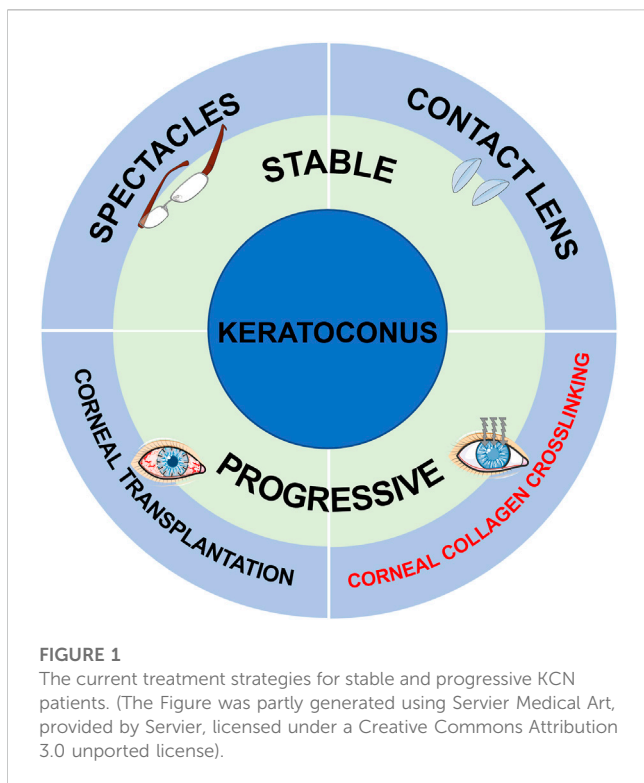 SPECTACLES
CONTACT LENS
STABLE
KERATOCONUS
PROGRESSIVE
CORNEAL TRANSPLANTATION
CORNEAL COLLAGEN CROSSLINKING
FIGURE 1
The current treatment strategies for stable and progressive KCN
patients. (The Figure was partly generated using Servier Medical Art,
provided by Servier, licensed under a Creative Commons Attribution
3.0 unported license).